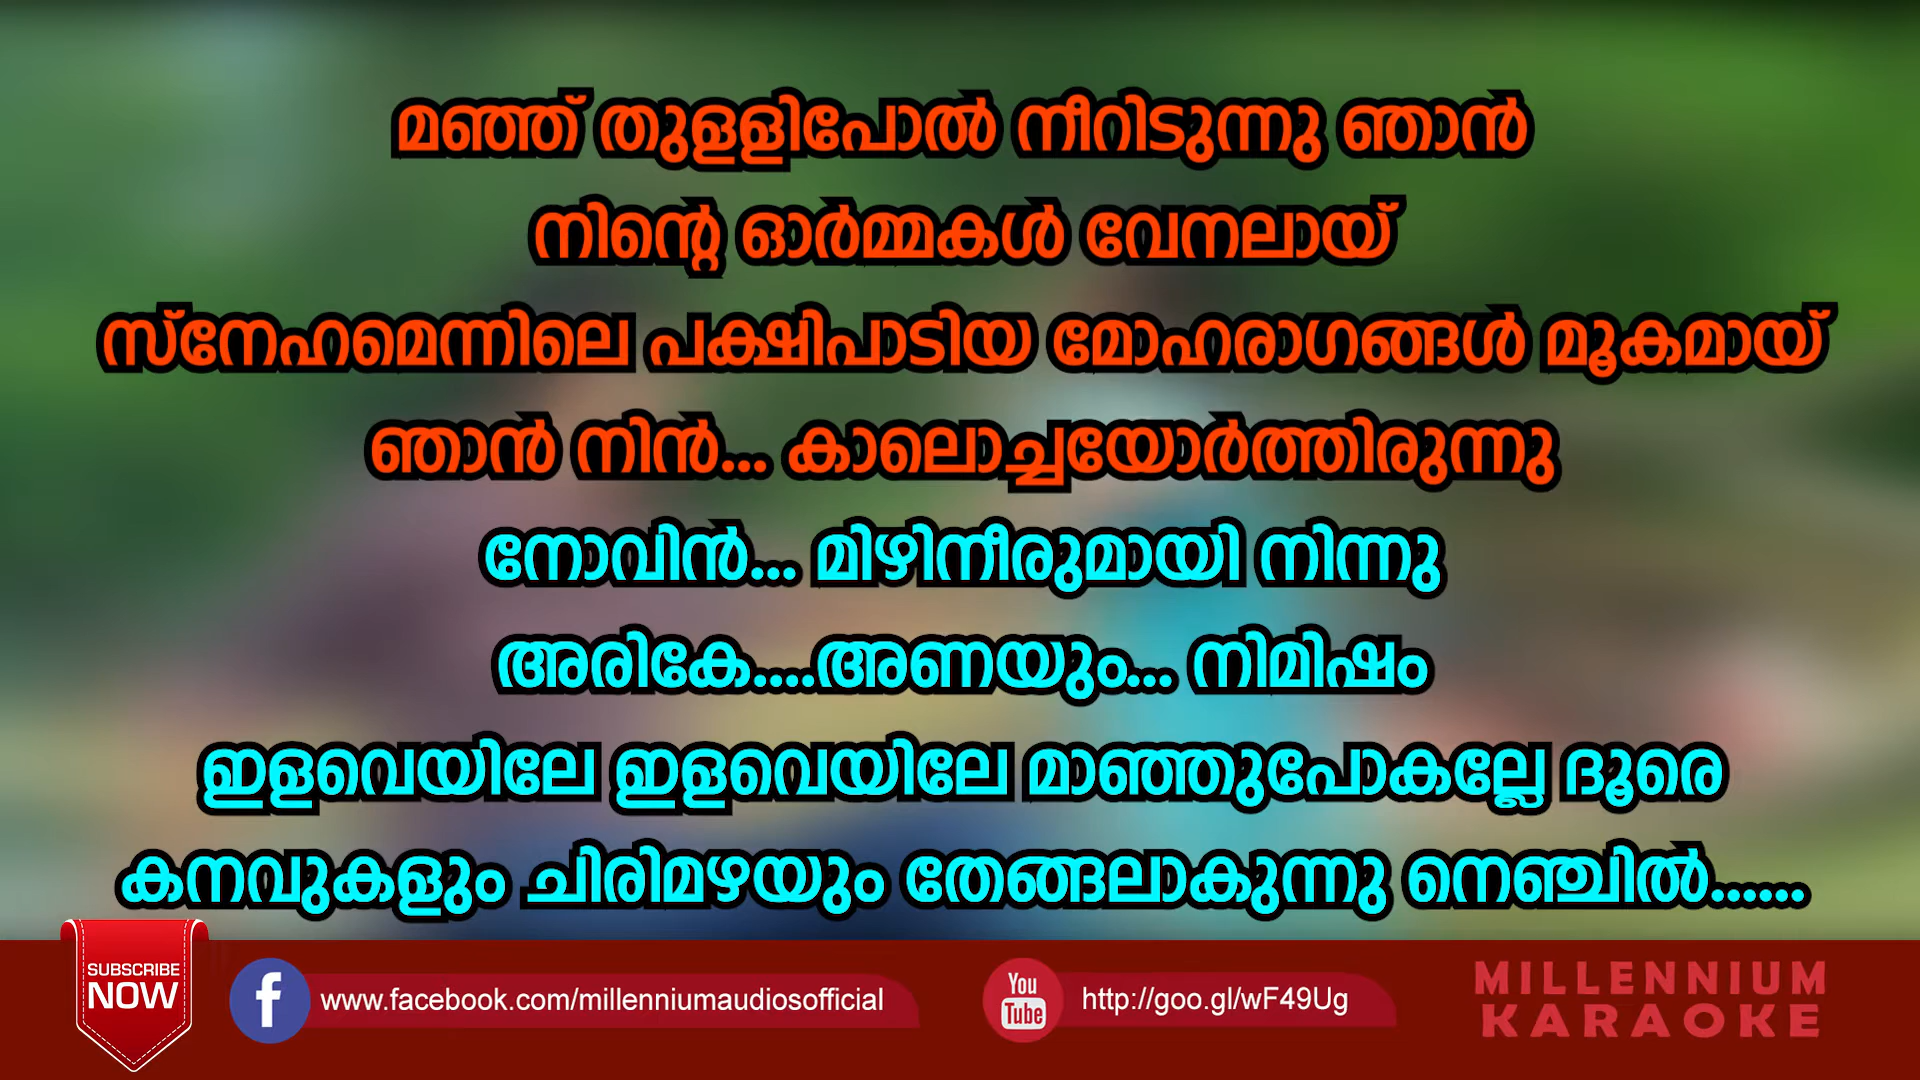 മഞ്ഞ് തുളളിപോൽ നീറിടുന്നു ഞാൻ
നിന്റെ ഓർമ്മകൾ വേനലായ്
സ്നേഹമെന്നിലെ പക്ഷിപാടിയ മോഹരാഗങ്ങൾ മൂകമായ്
ഞാൻ നിൻ... കാലൊച്ചയോർത്തിരുന്നു
നോവിൻ... മിഴിനീരുമായി നിന്നു
അരികേ....അണയും... നിമിഷം
ഇളവെയിലേ ഇളവെയിലേ മാഞ്ഞുപോകല്ലേ ദൂരെ
കനവുകളും ചിരിമഴയും തേങ്ങലാകുന്നു നെഞ്ചിൽ......
SUBSCRIBE
NOW
f www.facebook.com/millenniumaudiosofficial
You
Tube
http://goo.gl/wF49Ug
MILLENNIUM
KARAOKE